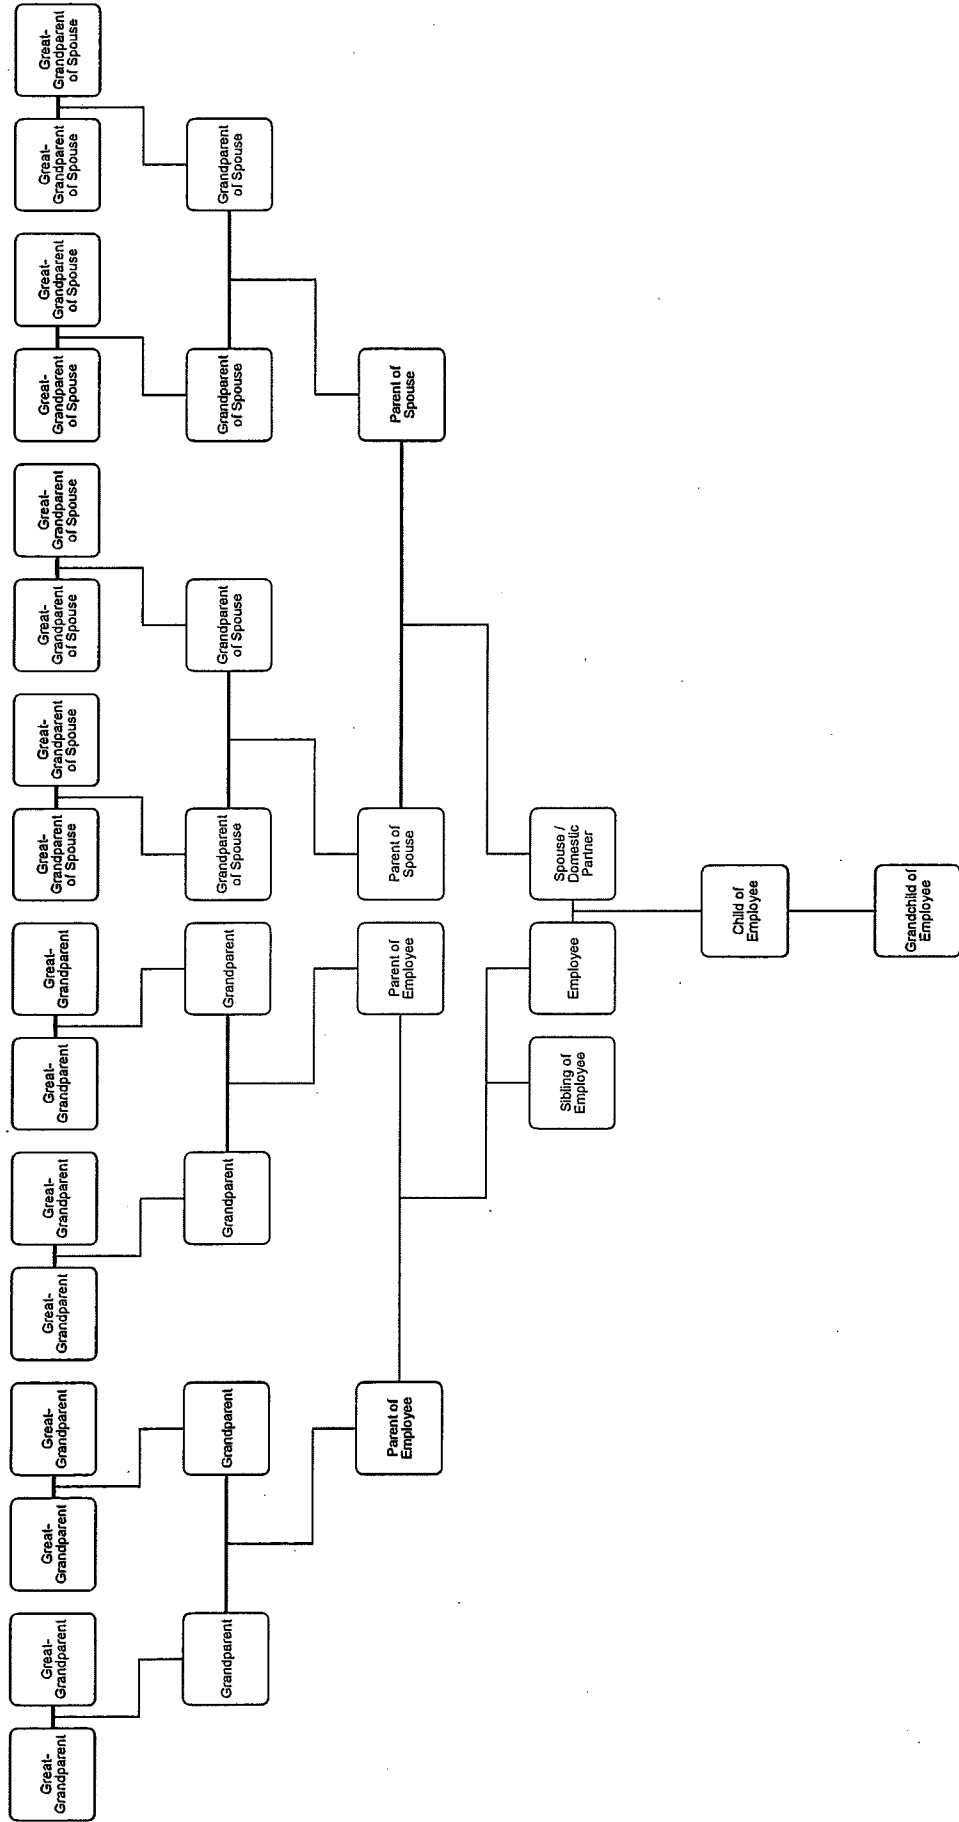 Great-
Grandparent
Great-
Grandparent
Great-
Grandparent
Great-
Grandparent
Great-
Grandparent
Great-
Grandparent
Great-
Grandparent
Great-
Grandparent
Great-
Grandparent
of Spouse
Great-
Grandparent
of Spouse
Great-
Grandparent
of Spouse
Great-
Grandparent
of Spouse
Great-
Grandparent
of Spouse
Great-
Grandparent
of Spouse
Great-
Grandparent
of Spouse
Great-
Grandparent
of Spouse
Grandparent
Grandparent
Grandparent
Grandparent
Grandparent
of Spouse
Grandparent
of Spouse
Grandparent
of Spouse
Grandparent
of Spouse
Parent of
Employee
Parent of
Employee
Parent of
Spouse
Parent of
Spouse
Sibling of
Employee
Employee
Spouse /
Domestic
Partner
Child of
Employee
Grandchild of
Employee